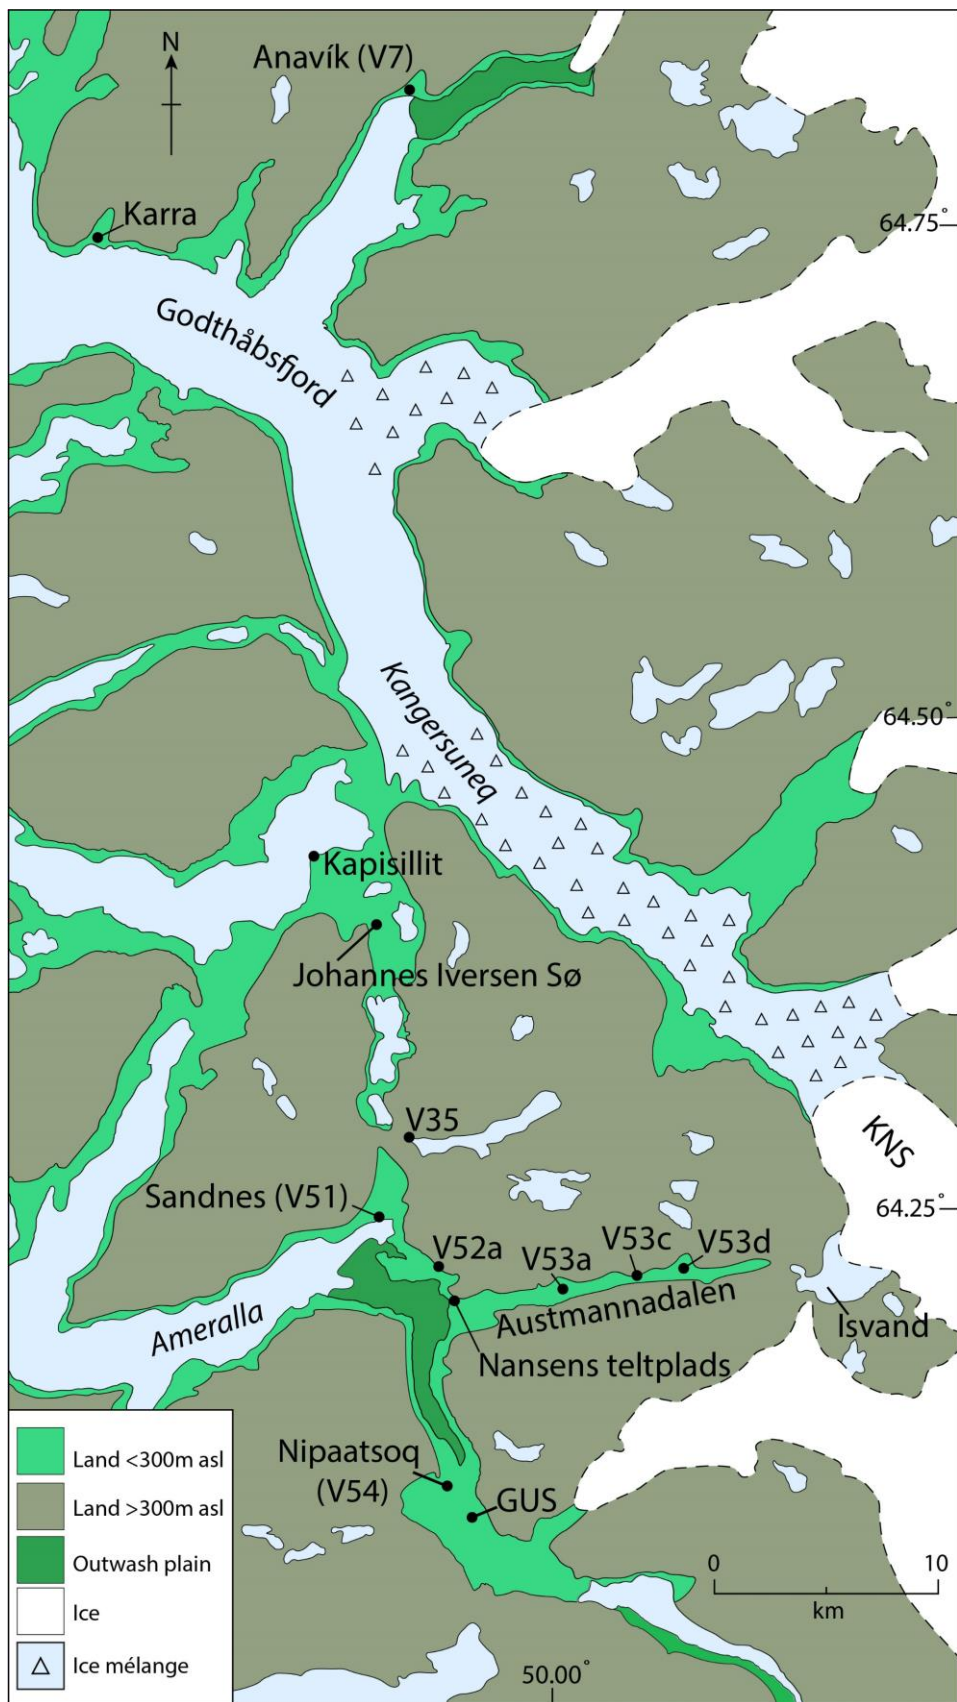 N
Anavík (V7)
Karra
64.75°
Godthåbsfjord
Kangersuneq
64.50°
Kapisillit
Johannes Iversen Sø
V35
KNS
Sandnes (V51)
64.25°
V52a
V53a
V53c
V53d
Ameralla
Austmannadalen
Isvand
Nansens teltplads
Land <300m asl
Land >300m asl
Outwash plain
Ice
Ice mélange
Nipaatsoq
(V54)
GUS
0 10
km
50.00°